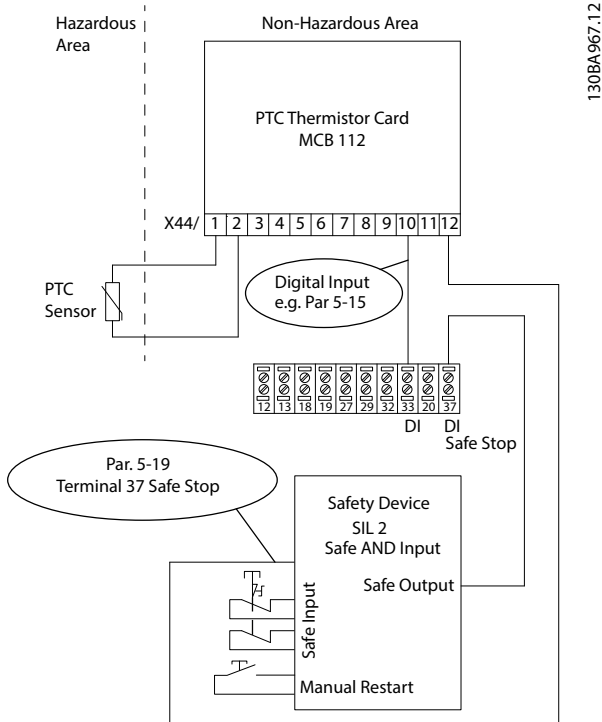 130BA967.12
Hazardous
Area
Non-Hazardous Area
PTC Thermistor Card
MCB 112
X44/ 1 2 3 4 5 6 7 8 9 10 11 12
PTC
Sensor
Digital Input
e.g. Par 5-15
12 13 18 19 27 29 32 33 20 37
DI DI
Safe Stop
Par. 5-19
Terminal 37 Safe Stop
Safety Device
SIL 2
Safe AND Input
Safe Output
Safe Input
Manual Restart